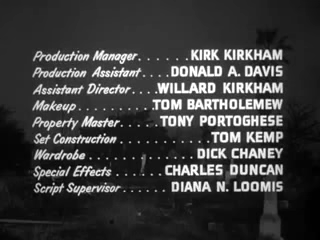 Production Manager......KIRK KIRKHAM
Production Assistant....DONALD A. DAVIS
Assistant Director....WILLARD KIRKHAM
Makeup..........TOM BARTHOLEMEW
Property Master.....TONY PORTOGHESE
Set Construction...........TOM KEMP
Wardrobe............DICK CHANEY
Special Effects......CHARLES DUNCAN
Script Supervisor......DIANA N. LOOMIS